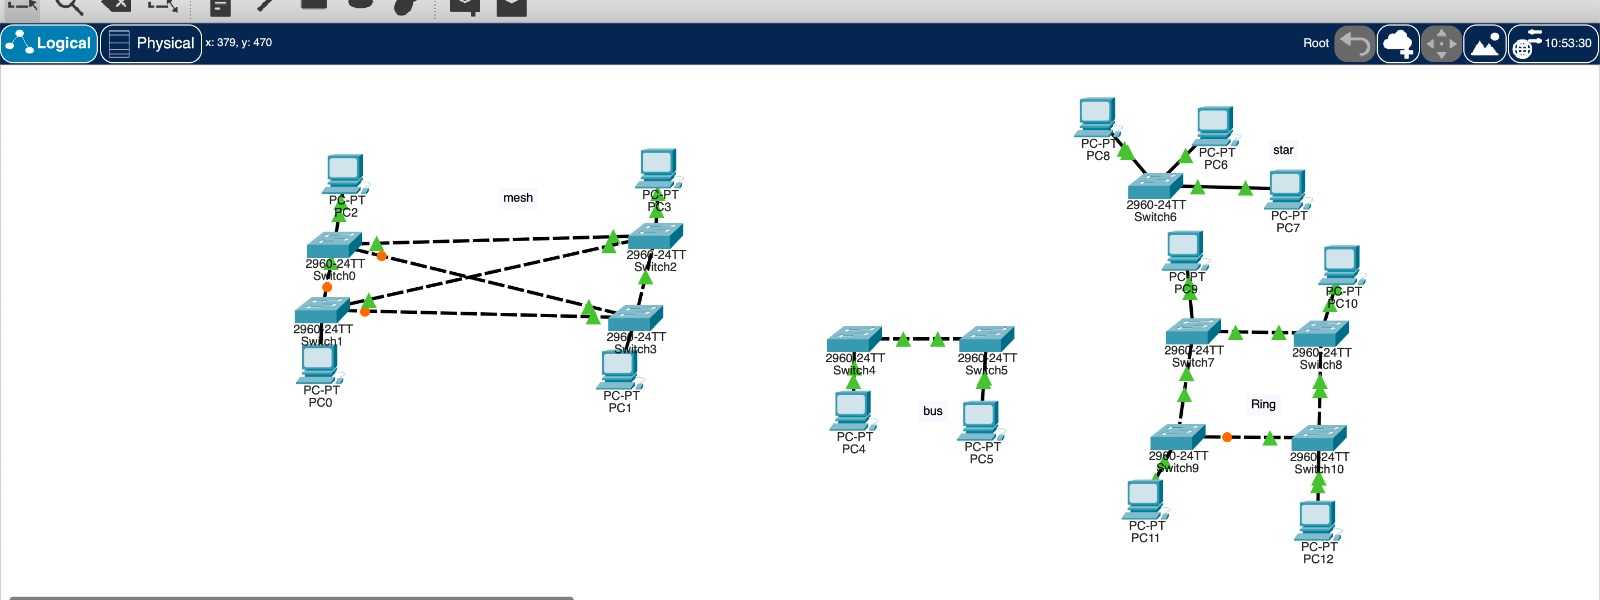 Logical
Physical
x: 379, y: 470
Root
10:53:30
mesh
PC-PT
PC2
PC-PT
PC3
2960-24TT
Switch0
2960-24TT
Switch2
2960-24TT
Switch1
2960-24TT
Switch3
PC-PT
PC0
PC-PT
PC1
2960-24TT
Switch4
2960-24TT
Switch5
bus
PC-PT
PC4
PC-PT
PC5
PC-PT
PC8
PC-PT
PC6
star
2960-24TT
Switch6
PC-PT
PC7
PC-PT
PC9
PC-PT
PC10
2960-24TT
Switch7
2960-24TT
Switch8
Ring
2960-24TT
Switch9
2960-24TT
Switch10
PC-PT
PC11
PC-PT
PC12